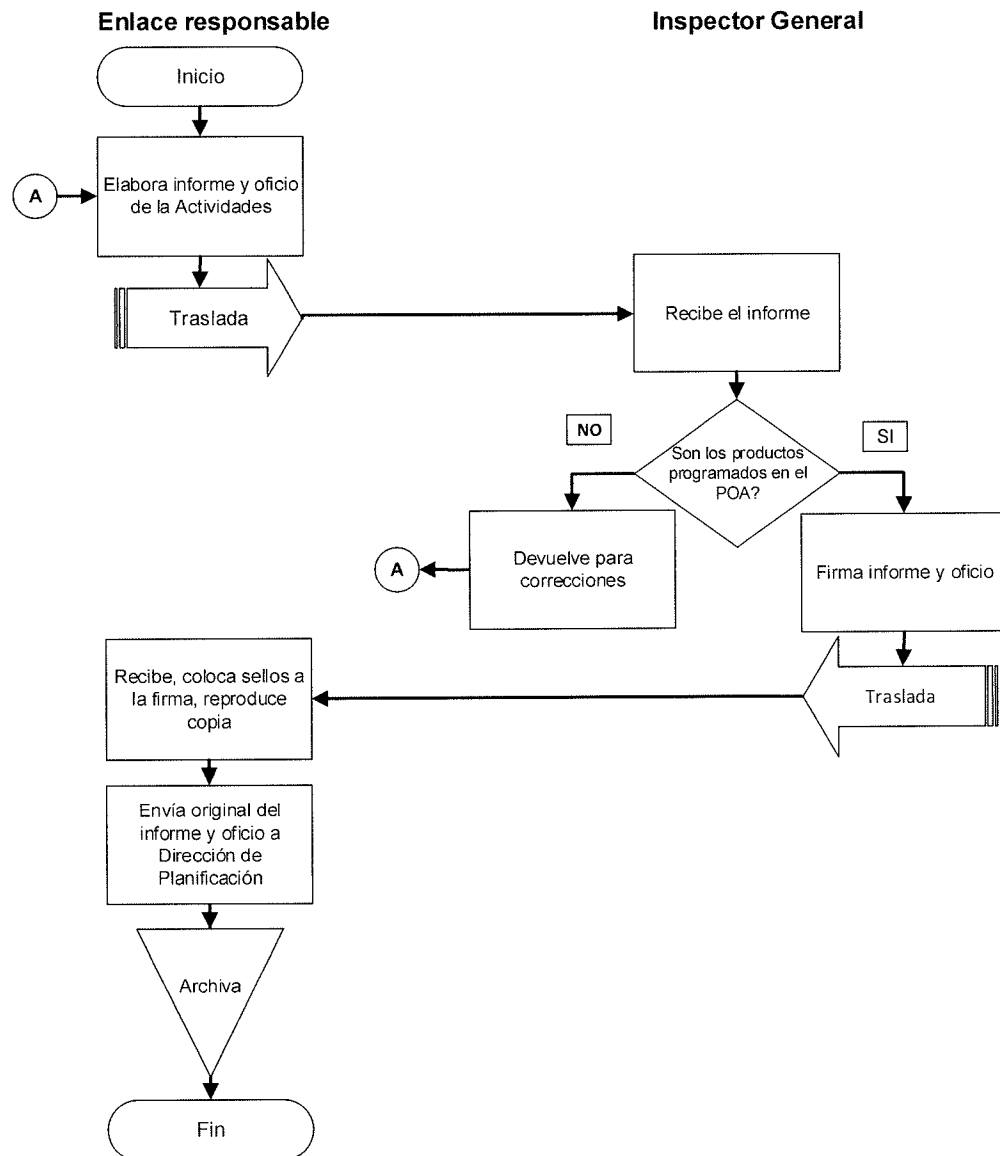 Enlace responsable
Inspector General
Inicio
A
Elabora informe y oficio
de la Actividades
Traslada
Recibe el informe
NO
SI
Son los productos
programados en el
POA?
A
Devuelve para
correcciones
Firma informe y oficio
Recibe, coloca sellos a
la firma, reproduce
copia
Traslada
Envía original del
informe y oficio a
Dirección de
Planificación
Archiva
Fin